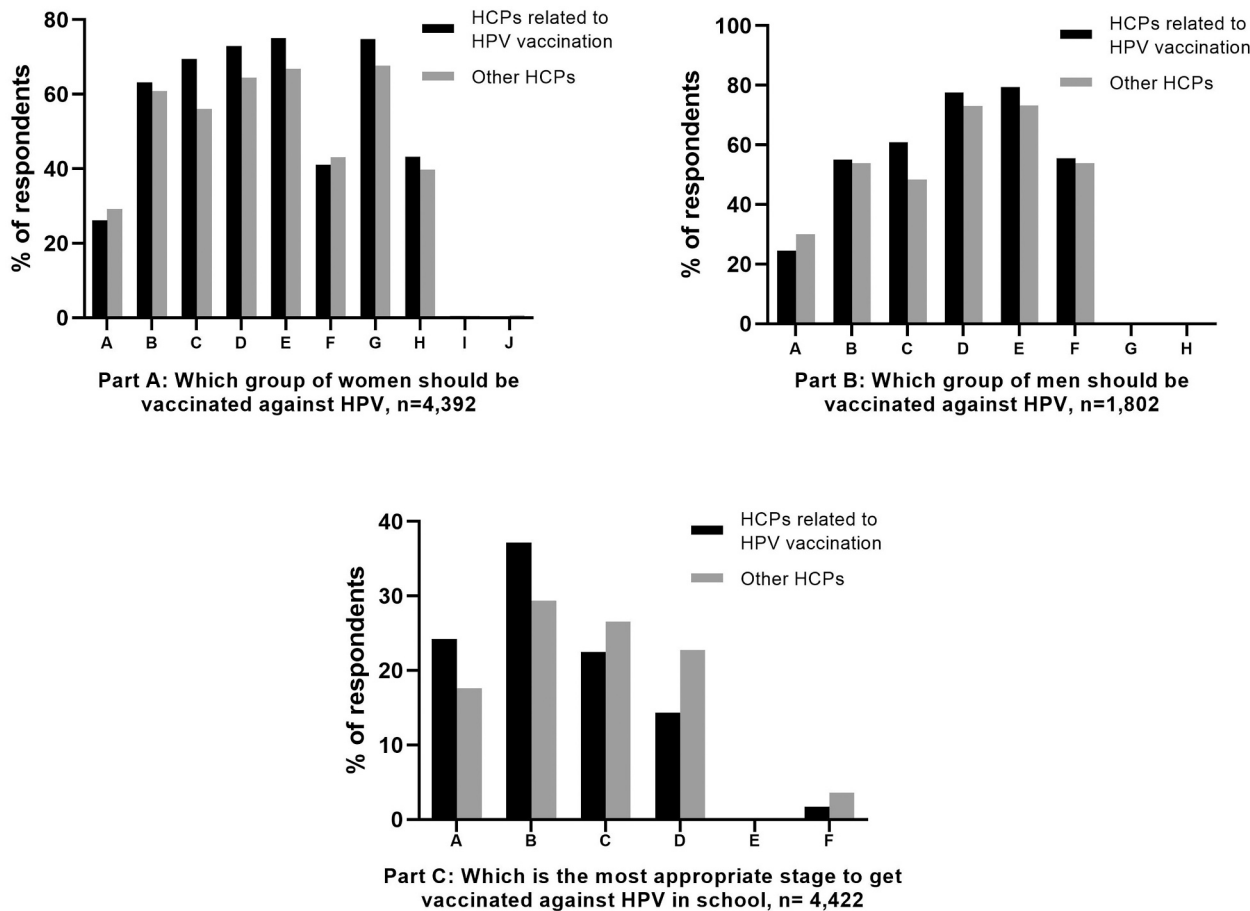 80
60
40
20
0
% of respondents
HCPs related to
HPV vaccination
Other HCPs
A B C D E F G H I J
Part A: Which group of women should be
vaccinated against HPV, n=4,392
100
80
60
40
20
0
% of respondents
HCPs related to
HPV vaccination
Other HCPs
A B C D E F G H
Part B: Which group of men should be
vaccinated against HPV, n=1,802
40
30
20
10
0
% of respondents
HCPs related to
HPV vaccination
Other HCPs
A B C D E F
Part C: Which is the most appropriate stage to get
vaccinated against HPV in school, n= 4,422